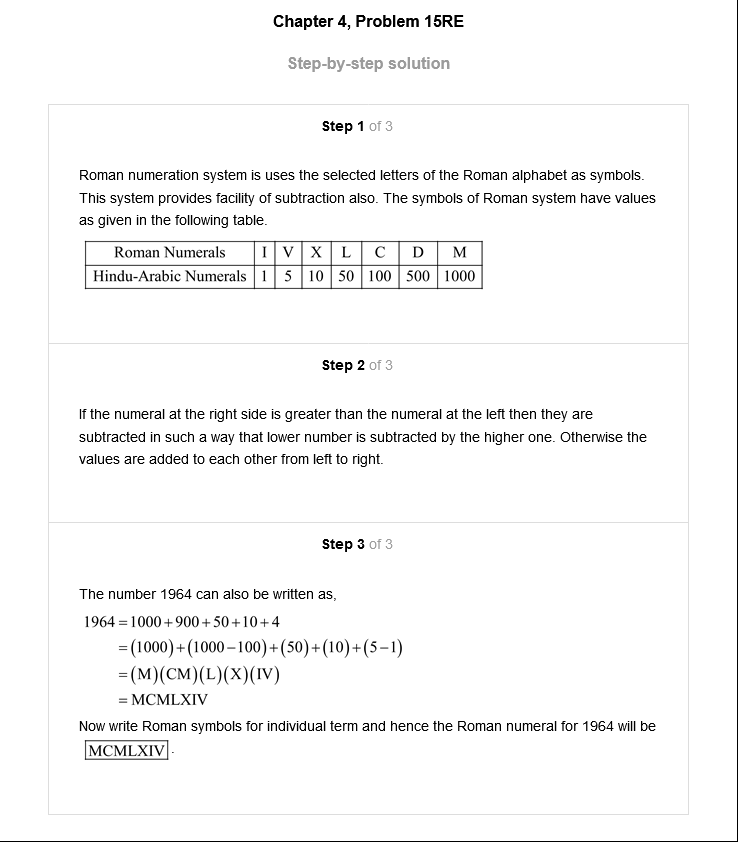 Chapter 4, Problem 15RE
Step-by-step solution
Step 1 of 3
Roman numeration system is uses the selected letters of the Roman alphabet as symbols.
This system provides facility of subtraction also. The symbols of Roman system have values
as given in the following table.
Roman Numerals I V X L C D M
Hindu-Arabic Numerals 1 5 10 50 100 500 1000
Step 2 of 3
If the numeral at the right side is greater than the numeral at the left then they are
subtracted in such a way that lower number is subtracted by the higher one. Otherwise the
values are added to each other from left to right.
Step 3 of 3
The number 1964 can also be written as,
1964 = 1000 + 900 + 50 + 10 + 4
= (1000) + (1000 − 100) + (50) + (10) + (5 − 1)
= (M)(CM)(L)(X)(IV)
= MCMLXIV
Now write Roman symbols for individual term and hence the Roman numeral for 1964 will be
MCMLXIV.